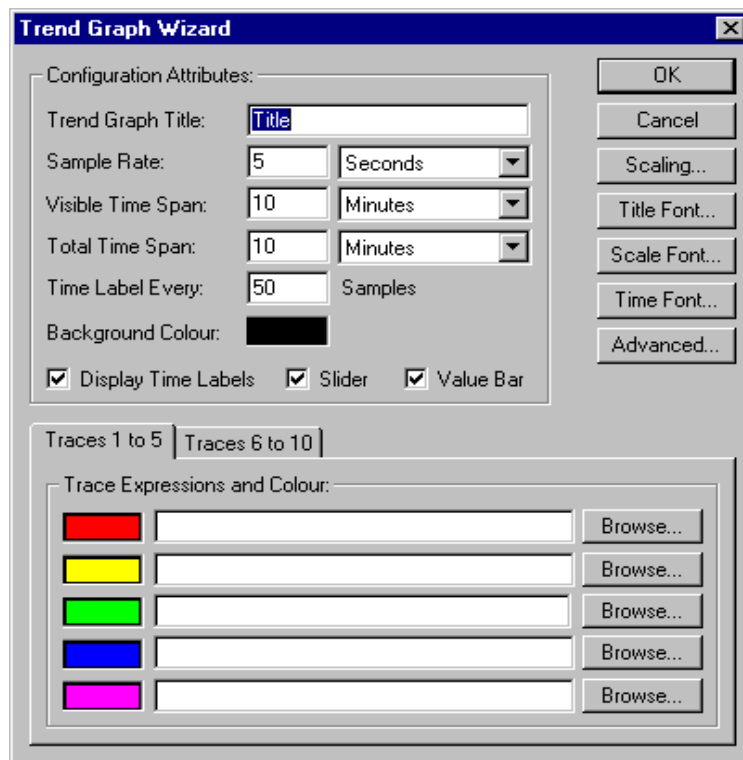 Trend Graph Wizard
Configuration Attributes:
Trend Graph Title: Title
Sample Rate: 5 Seconds
Visible Time Span: 10 Minutes
Total Time Span: 10 Minutes
Time Label Every: 50 Samples
Background Colour:
Display Time Labels Slider Value Bar
OK
Cancel
Scaling...
Title Font...
Scale Font...
Time Font...
Advanced...
Traces 1 to 5 Traces 6 to 10
Trace Expressions and Colour:
Browse...
Browse...
Browse...
Browse...
Browse...